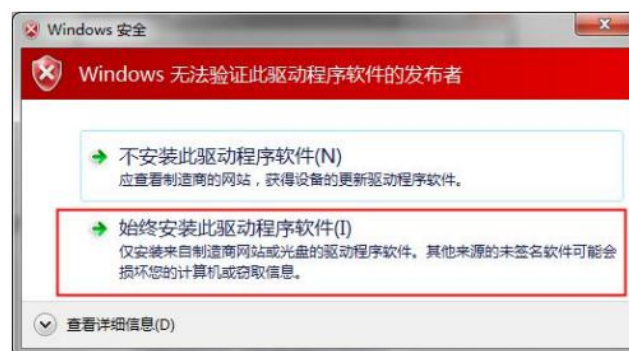 Windows 安全
Windows 无法验证此驱动程序软件的发布者
不安装此驱动程序软件(N)
应查看制造商的网站，获得设备的更新驱动程序软件。
始终安装此驱动程序软件(I)
仅安装来自制造商网站或光盘的驱动程序软件。其他来源的未签名软件可能会
损坏您的计算机或窃取信息。
查看详细信息(D)